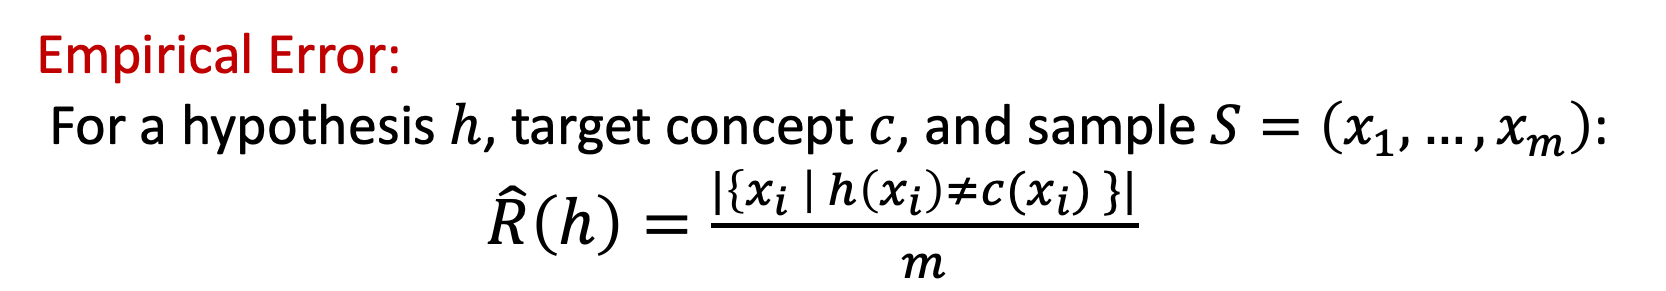 Empirical Error:
For a hypothesis ℎ, target concept 𝑐, and sample 𝑆 = (𝑥₁, … , 𝑥ₘ):
R̂(ℎ) = |{𝑥ᵢ | ℎ(𝑥ᵢ)≠𝑐(𝑥ᵢ) }| / 𝑚